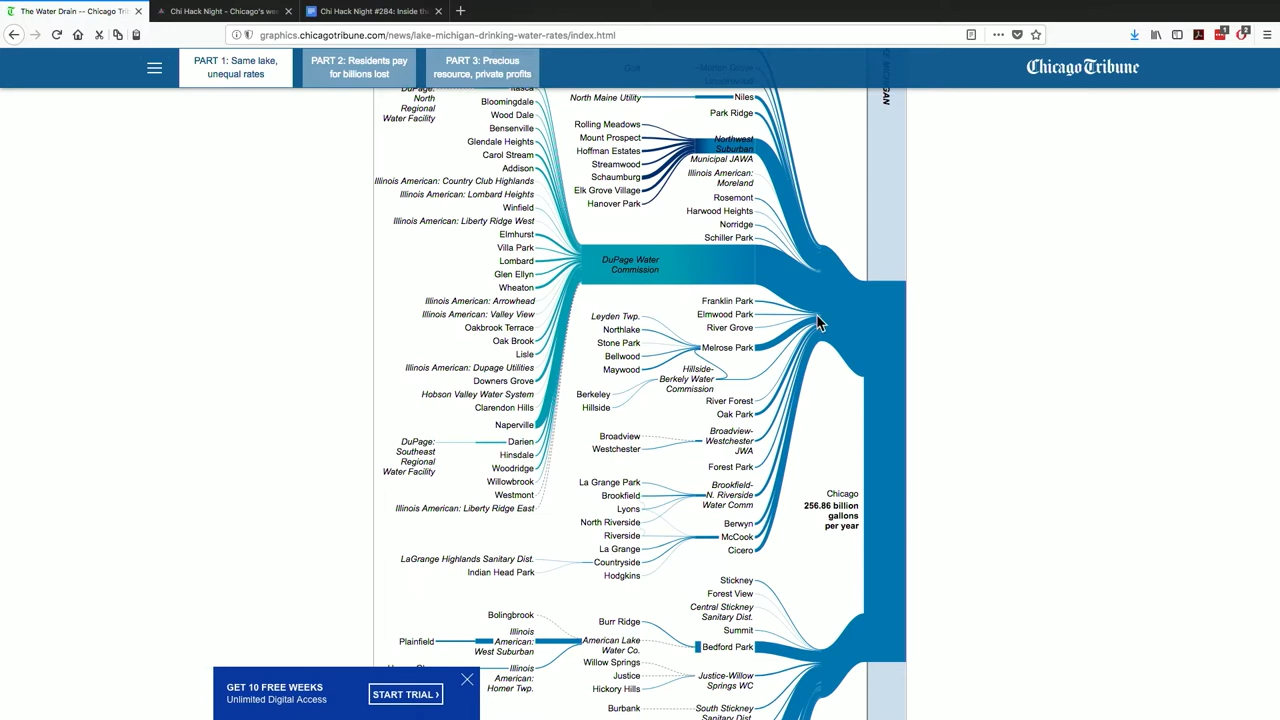 The Water Drain -- Chicago Tri
Chi Hack Night - Chicago's we
Chi Hack Night #284: Inside th
graphics.chicagotribune.com/news/lake-michigan-drinking-water-rates/index.html
PART 1: Same lake,
unequal rates
PART 2: Residents pay
for billions lost
PART 3: Precious
resource, private profits
Chicago Tribune
DuPage:
North
Regional
Water Facility
Itasca
Bloomingdale
Wood Dale
Bensenville
Glendale Heights
Carol Stream
Addison
Illinois American: Country Club Highlands
Illinois American: Lombard Heights
Winfield
Illinois American: Liberty Ridge West
Elmhurst
Villa Park
Lombard
Glen Ellyn
Wheaton
Illinois American: Arrowhead
Illinois American: Valley View
Oakbrook Terrace
Oak Brook
Lisle
Illinois American: Dupage Utilities
Downers Grove
Hobson Valley Water System
Clarendon Hills
Naperville
DuPage:
Southeast
Regional
Water Facility
Darien
Hinsdale
Woodridge
Willowbrook
Westmont
Illinois American: Liberty Ridge East
LaGrange Highlands Sanitary Dist.
Indian Head Park
Bolingbrook
Plainfield
Illinois
American:
West Suburban
Illinois
American:
Homer Twp.
Golf
Morton Grove
North Maine Utility
Niles
Park Ridge
Rolling Meadows
Mount Prospect
Hoffman Estates
Streamwood
Schaumburg
Elk Grove Village
Hanover Park
Northwest
Suburban
Municipal JAWA
Illinois American:
Moreland
Rosemont
Harwood Heights
Norridge
Schiller Park
DuPage Water
Commission
Franklin Park
Elmwood Park
River Grove
Leyden Twp.
Northlake
Stone Park
Bellwood
Maywood
Melrose Park
Hillside-
Berkely Water
Commission
Berkeley
Hillside
River Forest
Oak Park
Broadview
Westchester
Broadview-
Westchester
JWA
Forest Park
La Grange Park
Brookfield
Lyons
North Riverside
Riverside
La Grange
Countryside
Hodgkins
Brookfield-
N. Riverside
Water Comm
Berwyn
McCook
Cicero
Chicago
256.86 billion
gallons
per year
Stickney
Forest View
Central Stickney
Sanitary Dist.
Summit
Burr Ridge
American Lake
Water Co.
Bedford Park
Willow Springs
Justice
Hickory Hills
Justice-Willow
Springs WC
Burbank
South Stickney
Sanitary Dist.
MICHIGAN
GET 10 FREE WEEKS
Unlimited Digital Access
START TRIAL ›